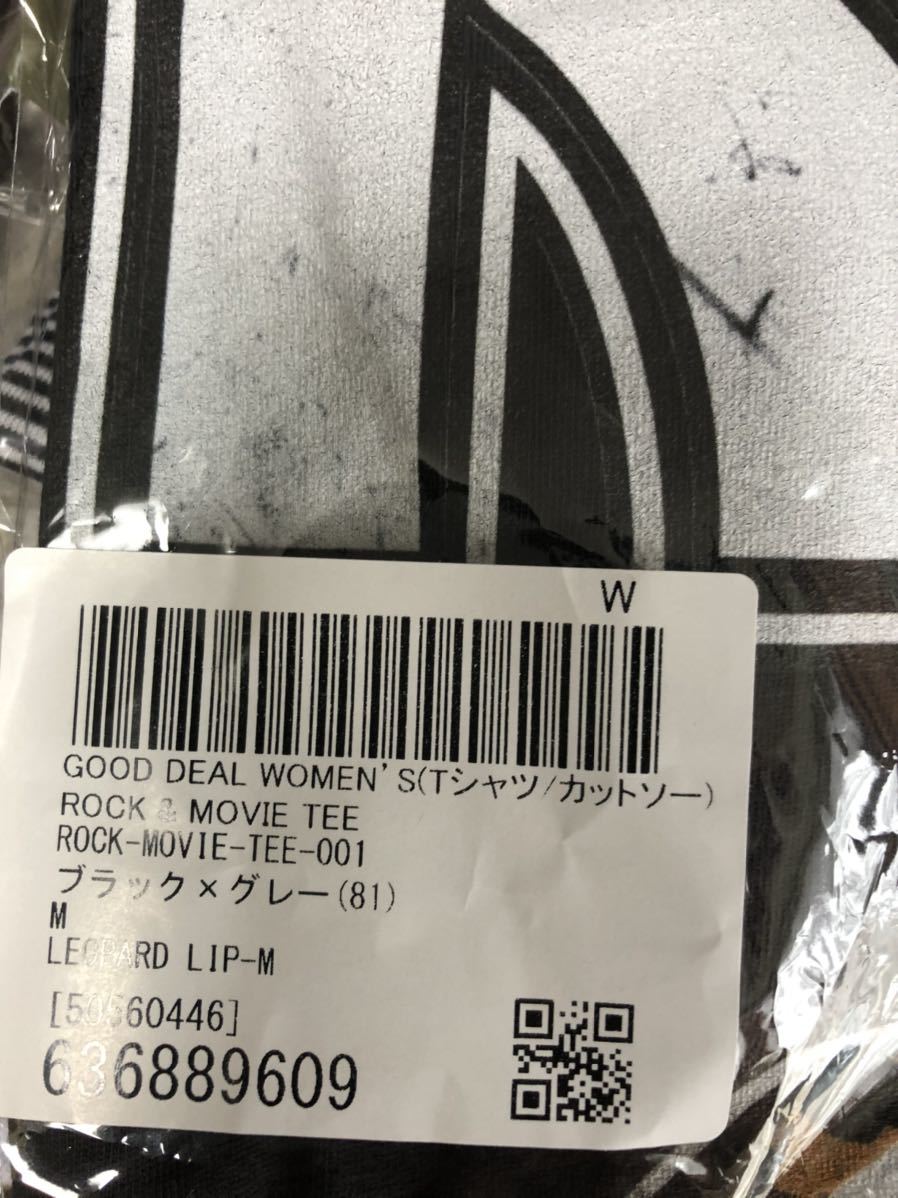 W
GOOD DEAL WOMEN'S(Tシャツ/カットソー)
ROCK & MOVIE TEE
ROCK-MOVIE-TEE-001
ブラック×グレー(81)
M
LEOPARD LIP-M
[50560446]
636889609